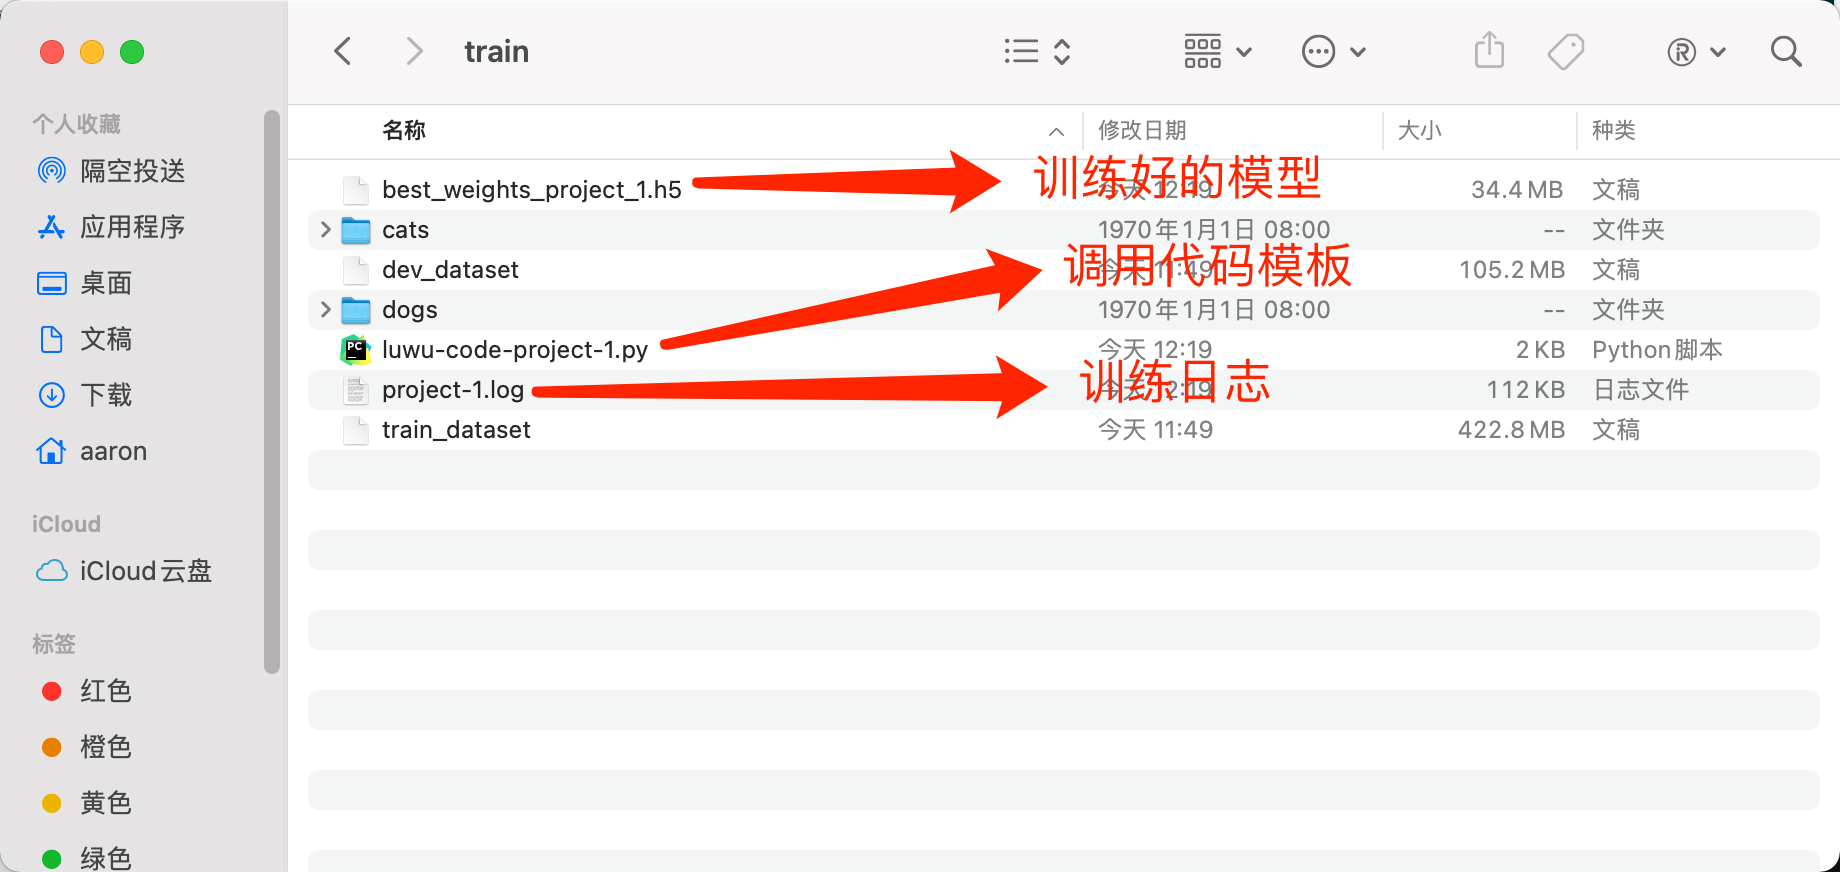 train
个人收藏
隔空投送
应用程序
桌面
文稿
下载
aaron
iCloud
iCloud云盘
标签
红色
橙色
黄色
绿色
名称 修改日期 大小 种类
best_weights_project_1.h5 今天 12:19 34.4 MB 文稿
训练好的模型
cats 1970年1月1日 08:00 -- 文件夹
dev_dataset 今天 11:49 105.2 MB 文稿
调用代码模板
dogs 1970年1月1日 08:00 -- 文件夹
luwu-code-project-1.py 今天 12:19 2 KB Python脚本
project-1.log 今天 12:19 112 KB 日志文件
训练日志
train_dataset 今天 11:49 422.8 MB 文稿